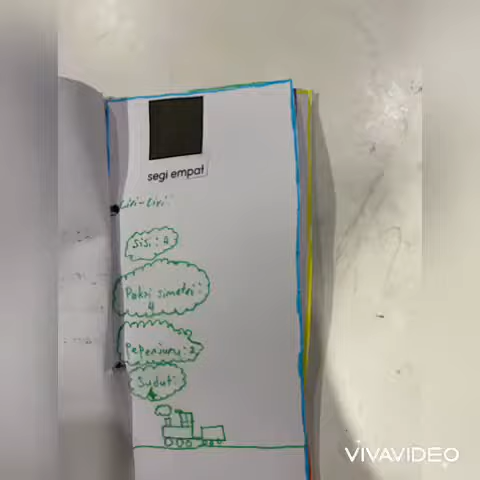 segi empat
Ciri-Ciri:
Sisi: 4
Paksi simetri:
4
Pepenjuru: 2
Sudut:
4
VIVAVIDEO